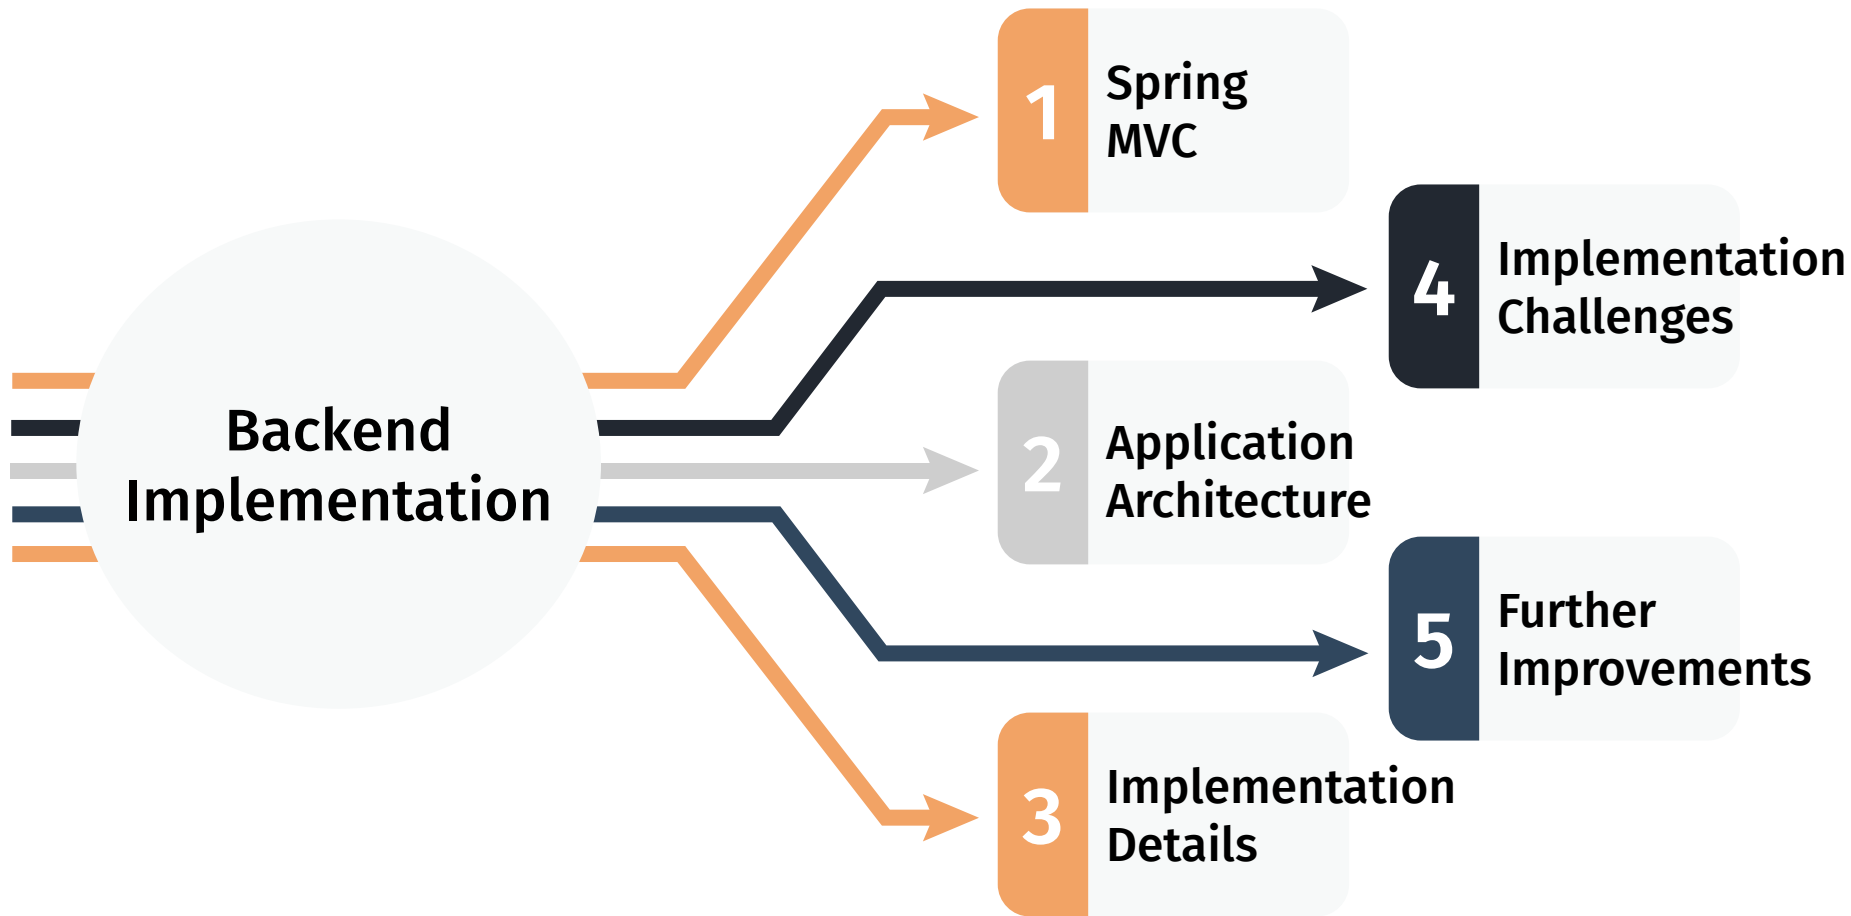 Backend
Implementation
1
Spring
MVC
2
Application
Architecture
3
Implementation
Details
4
Implementation
Challenges
5
Further
Improvements